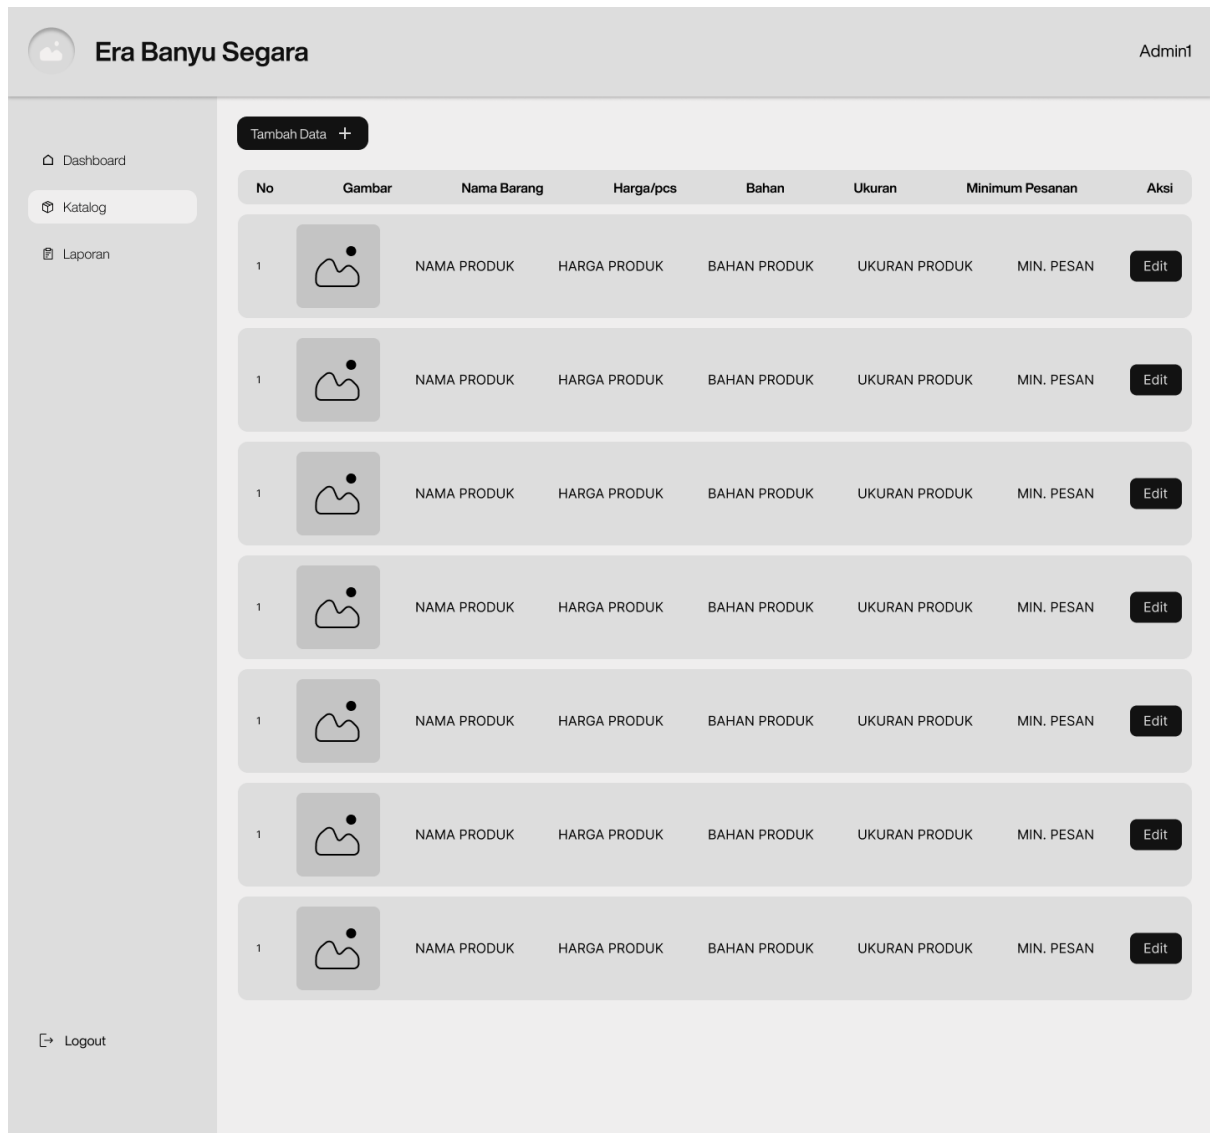 Era Banyu Segara
Admin1
Dashboard
Katalog
Laporan
Logout
Tambah Data +
No Gambar Nama Barang Harga/pcs Bahan Ukuran Minimum Pesanan Aksi
1 NAMA PRODUK HARGA PRODUK BAHAN PRODUK UKURAN PRODUK MIN. PESAN Edit
1 NAMA PRODUK HARGA PRODUK BAHAN PRODUK UKURAN PRODUK MIN. PESAN Edit
1 NAMA PRODUK HARGA PRODUK BAHAN PRODUK UKURAN PRODUK MIN. PESAN Edit
1 NAMA PRODUK HARGA PRODUK BAHAN PRODUK UKURAN PRODUK MIN. PESAN Edit
1 NAMA PRODUK HARGA PRODUK BAHAN PRODUK UKURAN PRODUK MIN. PESAN Edit
1 NAMA PRODUK HARGA PRODUK BAHAN PRODUK UKURAN PRODUK MIN. PESAN Edit
1 NAMA PRODUK HARGA PRODUK BAHAN PRODUK UKURAN PRODUK MIN. PESAN Edit